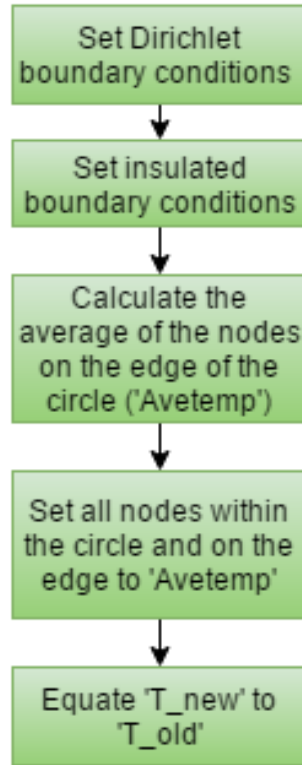 Set Dirichlet
boundary conditions
Set insulated
boundary conditions
Calculate the
average of the nodes
on the edge of the
circle ('Avetemp')
Set all nodes within
the circle and on the
edge to 'Avetemp'
Equate 'T_new' to
'T_old'